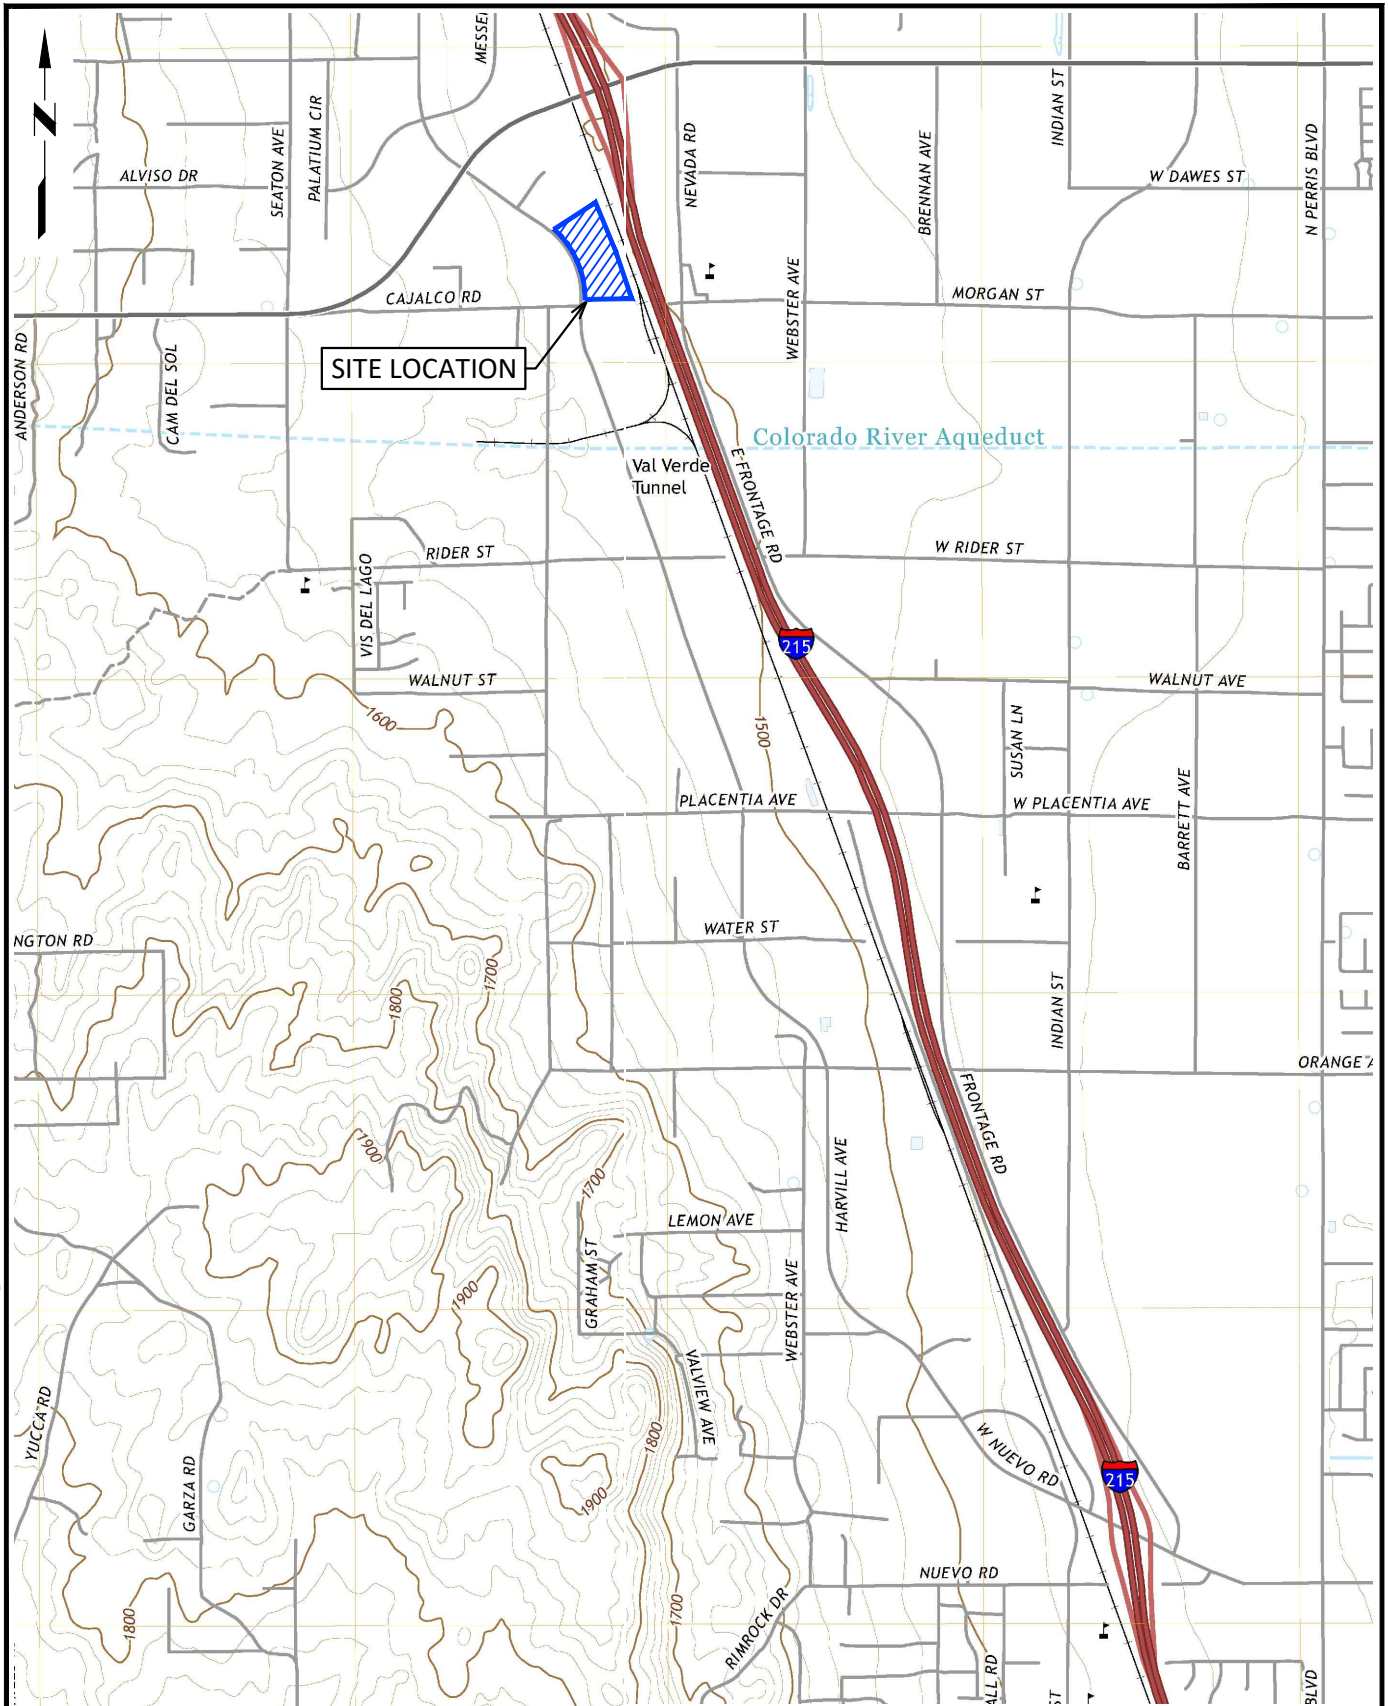 N
MESSE
SEATON AVE
PALATIUM CIR
ALVISO DR
NEVADA RD
BRENNAN AVE
INDIAN ST
W DAWES ST
N PERRIS BLVD
CAJALCO RD
WEBSTER AVE
MORGAN ST
ANDERSON RD
CAM DEL SOL
SITE LOCATION
Colorado River Aqueduct
Val Verde
Tunnel
E FRONTAGE RD
RIDER ST
W RIDER ST
VIS DEL LAGO
215
WALNUT ST
WALNUT AVE
1600
1500
SUSAN LN
PLACENTIA AVE
W PLACENTIA AVE
BARRETT AVE
NGTON RD
WATER ST
1700
1800
INDIAN ST
ORANGE A
FRONTAGE RD
1900
1700
HARVILL AVE
LEMON AVE
GRAHAM ST
WEBSTER AVE
1900
VALVIEW AVE
YUCCA RD
1800
W NUEVO RD
215
GARZA RD
1900
NUEVO RD
1800
1700
RIMROCK DR
ALL RD
ST
BLVD